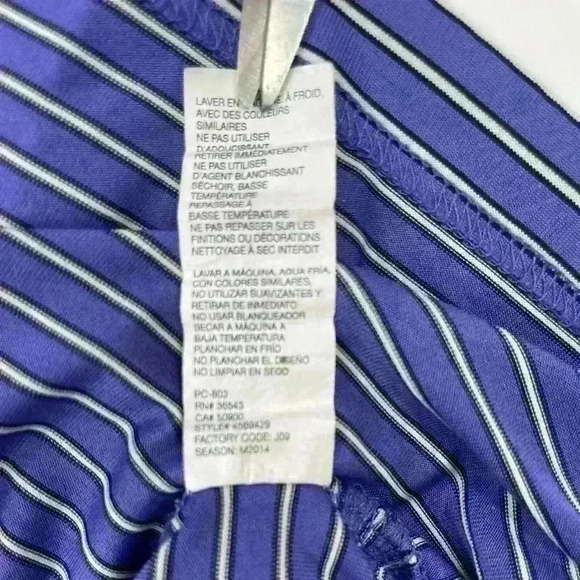 LAVER EN À FROID,
AVEC DES COULEURS
SIMILAIRES
NE PAS UTILISER
D'ADOUCISSANT
RETIRER IMMÉDIATEMENT
NE PAS UTILISER
D'AGENT BLANCHISSANT
SÉCHOIR, BASSE
TEMPÉRATURE
REPASSAGE À
BASSE TEMPÉRATURE
NE PAS REPASSER SUR LES
FINITIONS OU DÉCORATIONS
NETTOYAGE À SEC INTERDIT
LAVAR A MÁQUINA, AGUA FRÍA,
CON COLORES SIMILARES,
NO UTILIZAR SUAVIZANTES Y
RETIRAR DE INMEDIATO
NO USAR BLANQUEADOR
SECAR A MÁQUINA A
BAJA TEMPERATURA
PLANCHAR EN FRÍO
NO PLANCHAR EL DISEÑO
NO LIMPIAR EN SECO
PC-803
RN# 36543
CA# 50900
STYLE# 4569429
FACTORY CODE: J09
SEASON: M2014